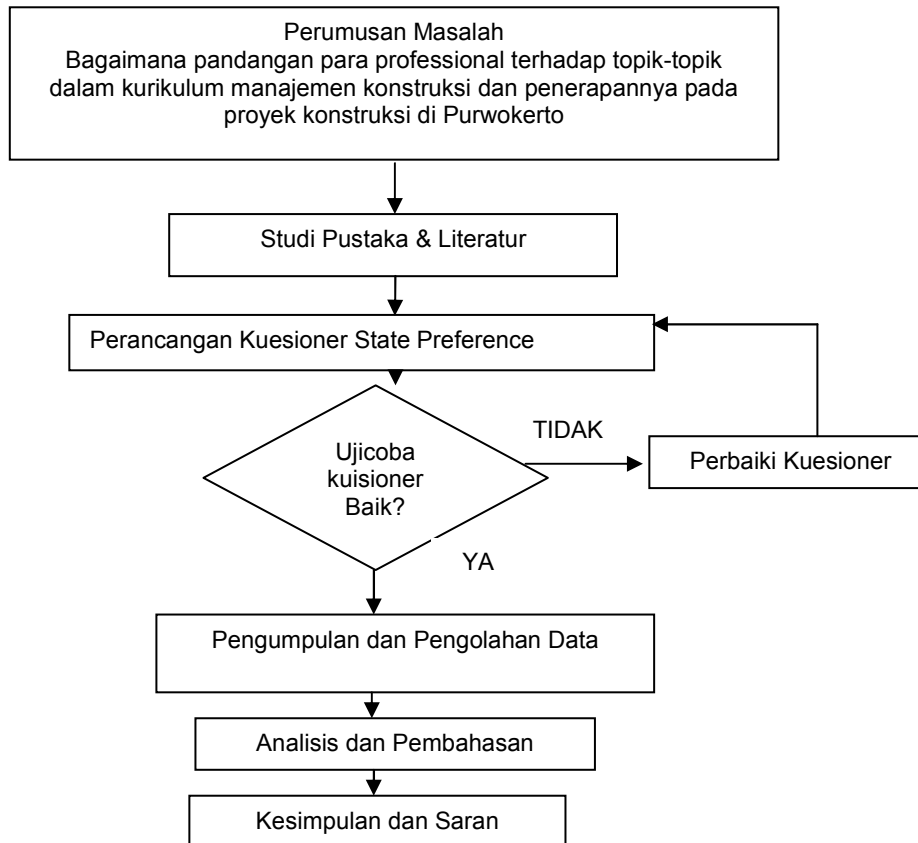 Perumusan Masalah
Bagaimana pandangan para professional terhadap topik-topik
dalam kurikulum manajemen konstruksi dan penerapannya pada
proyek konstruksi di Purwokerto
Studi Pustaka & Literatur
Perancangan Kuesioner State Preference
Ujicoba
kuisioner
Baik?
TIDAK
Perbaiki Kuesioner
YA
Pengumpulan dan Pengolahan Data
Analisis dan Pembahasan
Kesimpulan dan Saran